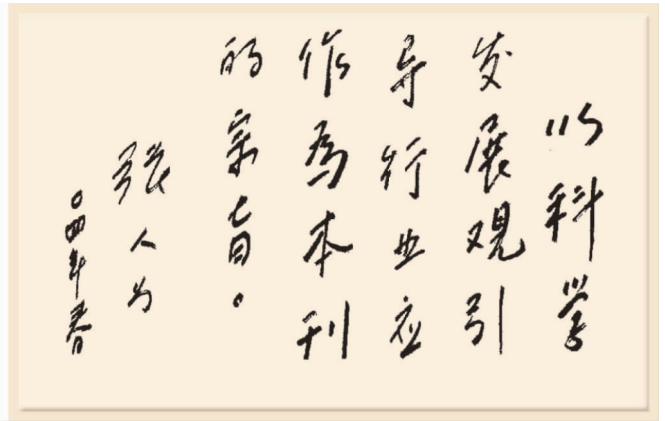 以科学
发展观引
导行业应
作为本刊
的宗旨。
张人为
〇四年春